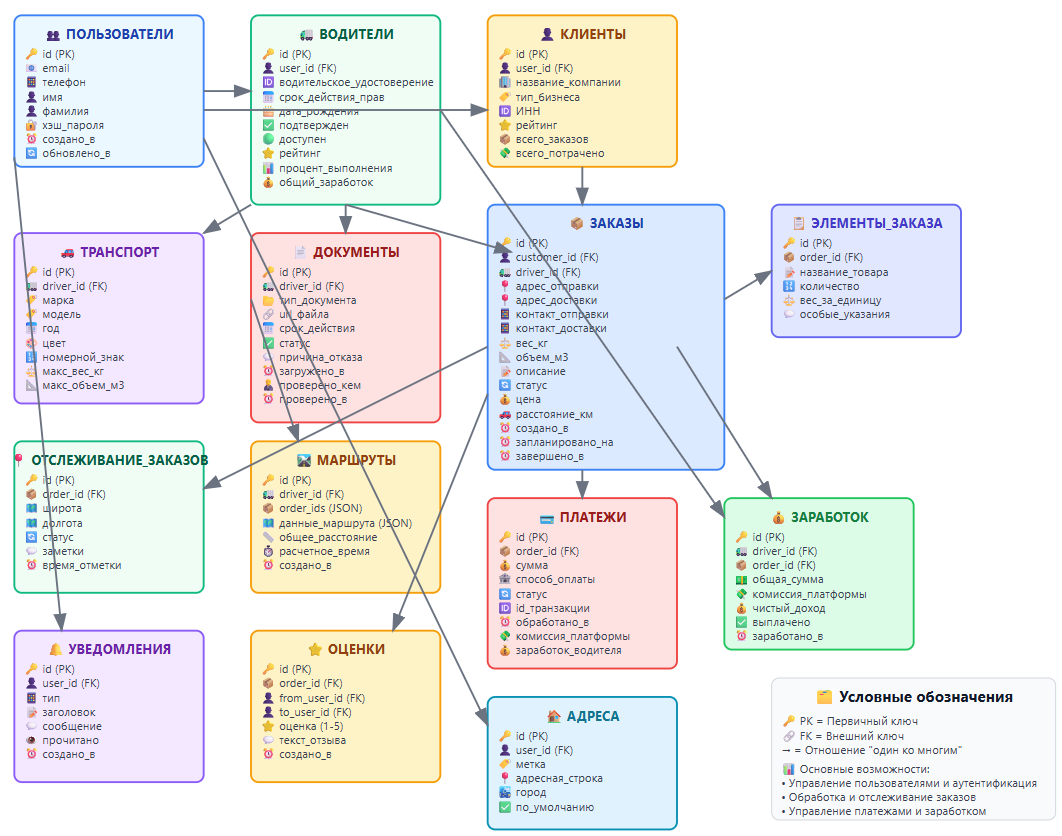 ПОЛЬЗОВАТЕЛИ
id (PK)
email
телефон
имя
фамилия
хэш_пароля
создано_в
обновлено_в
ВОДИТЕЛИ
id (PK)
user_id (FK)
водительское_удостоверение
срок_действия_прав
дата_рождения
подтвержден
доступен
рейтинг
процент_выполнения
общий_заработок
КЛИЕНТЫ
id (PK)
user_id (FK)
название_компании
тип_бизнеса
ИНН
рейтинг
всего_заказов
всего_потрачено
ТРАНСПОРТ
id (PK)
driver_id (FK)
марка
модель
год
цвет
номерной_знак
макс_вес_кг
макс_объем_м3
ДОКУМЕНТЫ
id (PK)
driver_id (FK)
тип_документа
url_файла
срок_действия
статус
причина_отказа
загружено_в
проверено_кем
проверено_в
ЗАКАЗЫ
id (PK)
customer_id (FK)
driver_id (FK)
адрес_отправки
адрес_доставки
контакт_отправки
контакт_доставки
вес_кг
объем_м3
описание
статус
цена
расстояние_км
создано_в
запланировано_на
завершено_в
ЭЛЕМЕНТЫ_ЗАКАЗА
id (PK)
order_id (FK)
название_товара
количество
вес_за_единицу
особые_указания
ОТСЛЕЖИВАНИЕ_ЗАКАЗОВ
id (PK)
order_id (FK)
широта
долгота
статус
заметки
время_отметки
МАРШРУТЫ
id (PK)
driver_id (FK)
order_ids (JSON)
данные_маршрута (JSON)
общее_расстояние
расчетное_время
создано_в
ПЛАТЕЖИ
id (PK)
order_id (FK)
сумма
способ_оплаты
статус
id_транзакции
обработано_в
комиссия_платформы
заработок_водителя
ЗАРАБОТОК
id (PK)
driver_id (FK)
order_id (FK)
общая_сумма
комиссия_платформы
чистый_доход
выплачено
заработано_в
УВЕДОМЛЕНИЯ
id (PK)
user_id (FK)
тип
заголовок
сообщение
прочитано
создано_в
ОЦЕНКИ
id (PK)
order_id (FK)
from_user_id (FK)
to_user_id (FK)
оценка (1-5)
текст_отзыва
создано_в
АДРЕСА
id (PK)
user_id (FK)
метка
адресная_строка
город
по_умолчанию
Условные обозначения
PK = Первичный ключ
FK = Внешний ключ
→ = Отношение "один ко многим"
Основные возможности:
• Управление пользователями и аутентификация
• Обработка и отслеживание заказов
• Управление платежами и заработком